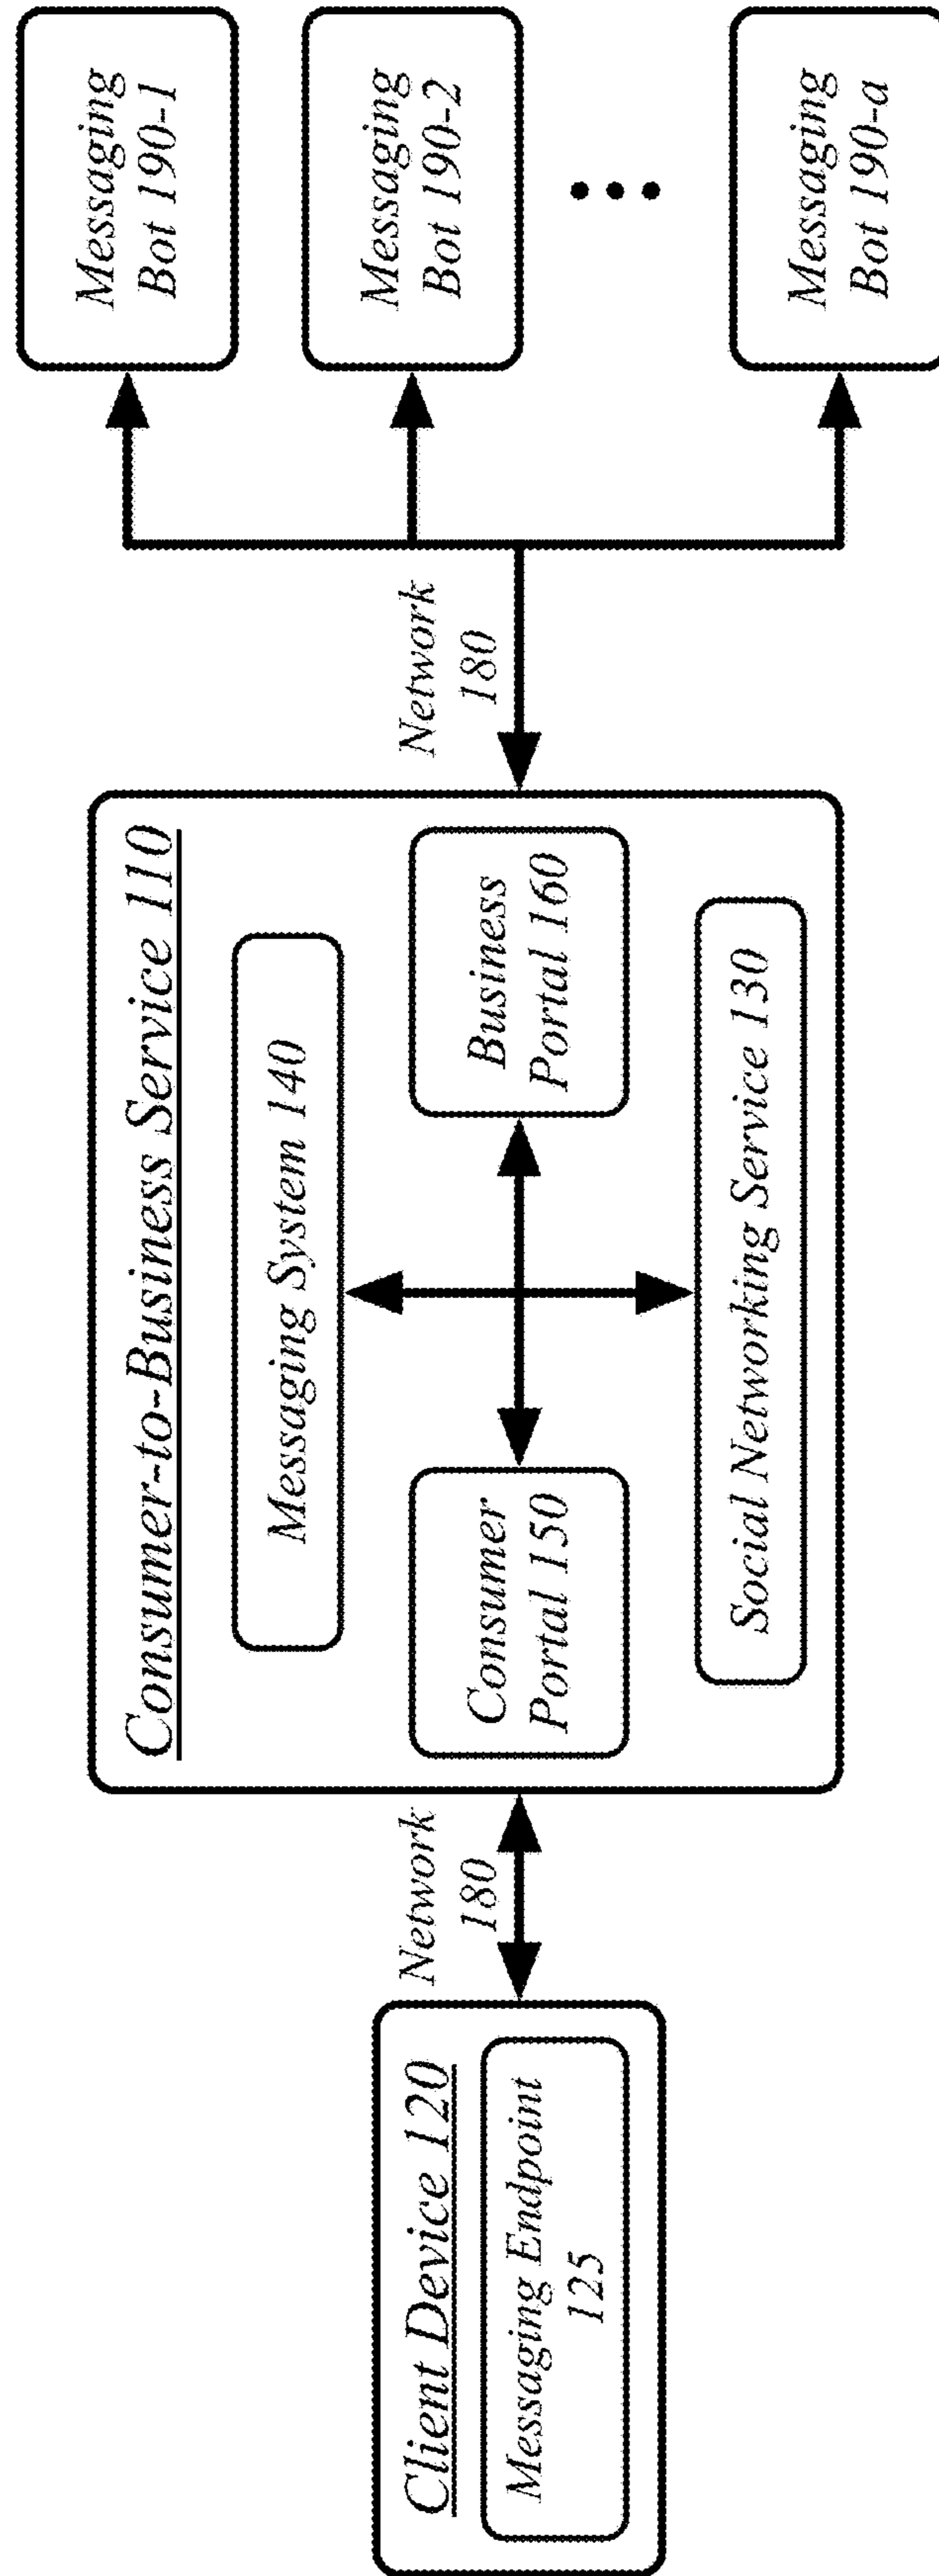 Client Device 120
Messaging Endpoint
125
Network
180
Consumer-to-Business Service 110
Messaging System 140
Consumer
Portal 150
Business
Portal 160
Social Networking Service 130
Network
180
Messaging
Bot 190-1
Messaging
Bot 190-2
Messaging
Bot 190-a